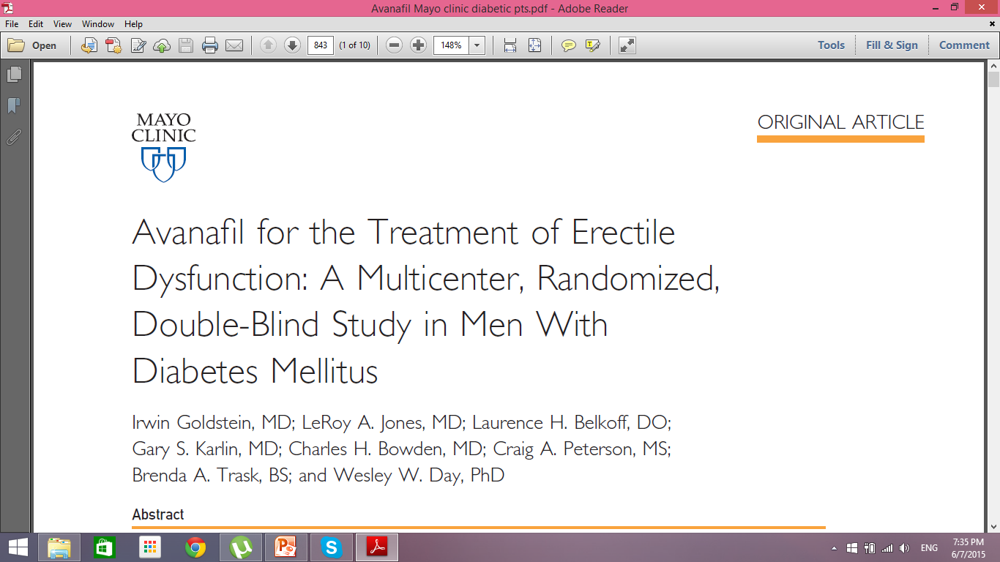 Avanafil Mayo clinic diabetic pts.pdf - Adobe Reader
File Edit View Window Help
Open 843 (1 of 10) 148% Tools Fill & Sign Comment
MAYO
CLINIC
ORIGINAL ARTICLE
Avanafil for the Treatment of Erectile
Dysfunction: A Multicenter, Randomized,
Double-Blind Study in Men With
Diabetes Mellitus
Irwin Goldstein, MD; LeRoy A. Jones, MD; Laurence H. Belkoff, DO;
Gary S. Karlin, MD; Charles H. Bowden, MD; Craig A. Peterson, MS;
Brenda A. Trask, BS; and Wesley W. Day, PhD
Abstract
ENG
7:35 PM
6/7/2015